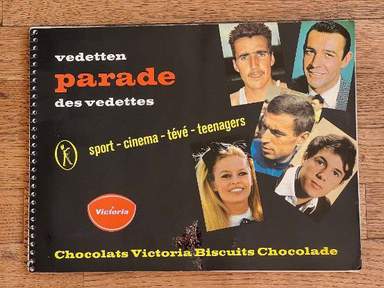 vedetten
parade
des vedettes
sport - cinema - tévé - teenagers
Victoria
Chocolats Victoria Biscuits Chocolade